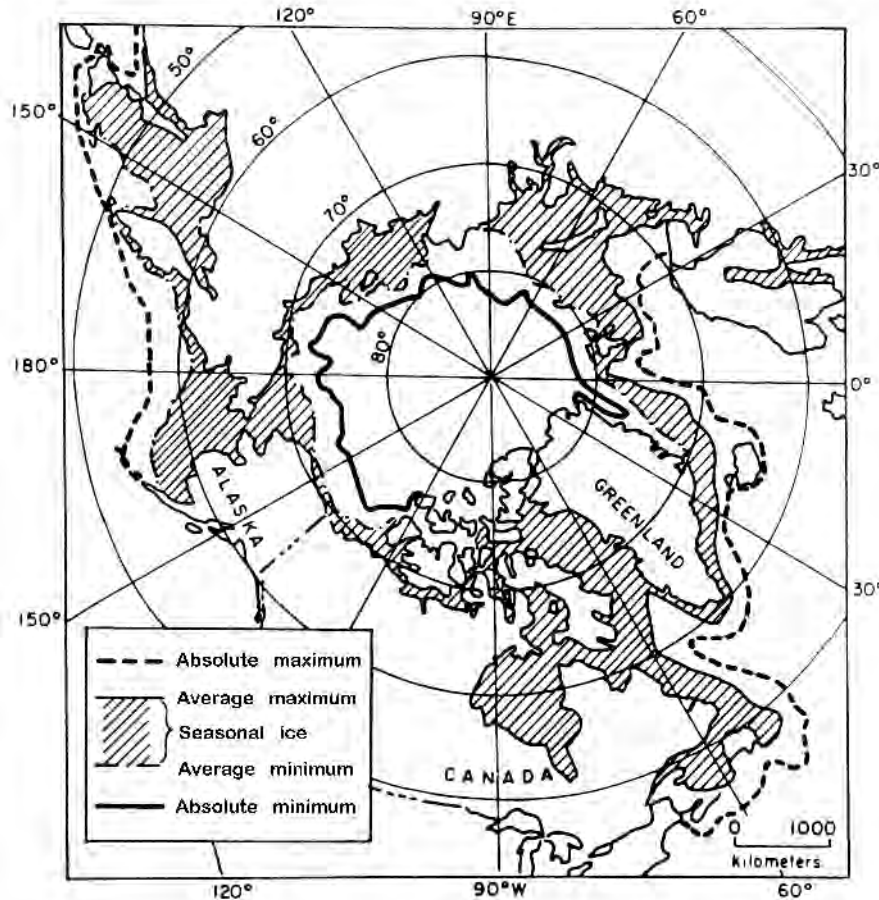 120° 90°E 60°
50°
150°
60°
30°
70°
80°
180° 0°
ALASKA
GREENLAND
30°
150°
Absolute maximum
Average maximum
Seasonal ice
Average minimum
Absolute minimum
CANADA
0 1000
kilometers
120° 90°W 60°